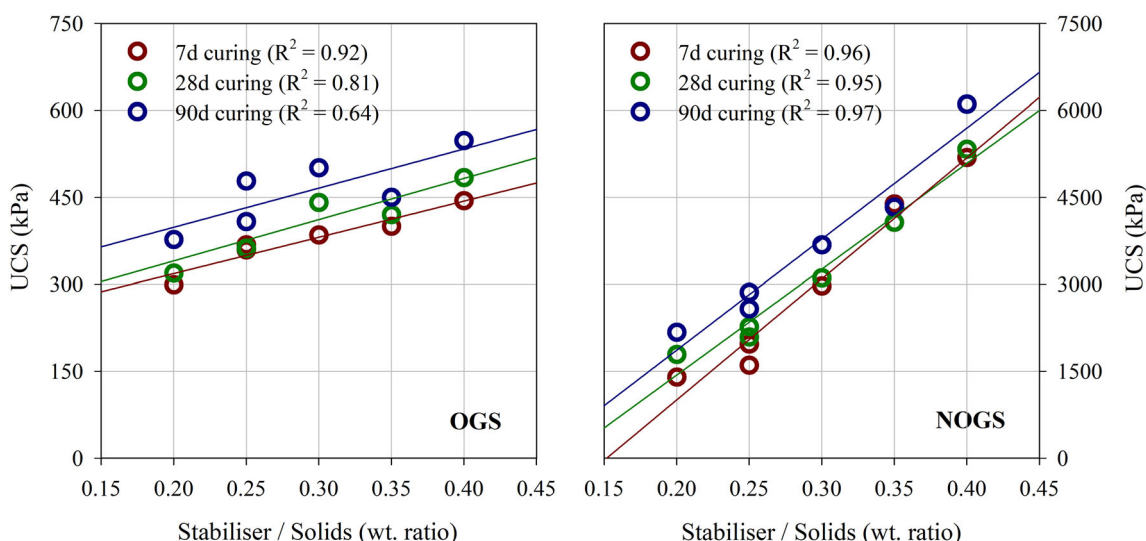 750
600
450
300
150
0
UCS (kPa)
7d curing (R² = 0.92)
28d curing (R² = 0.81)
90d curing (R² = 0.64)
OGS
0.15 0.20 0.25 0.30 0.35 0.40 0.45
Stabiliser / Solids (wt. ratio)
7d curing (R² = 0.96)
28d curing (R² = 0.95)
90d curing (R² = 0.97)
NOGS
7500
6000
4500
3000
1500
0
UCS (kPa)
0.15 0.20 0.25 0.30 0.35 0.40 0.45
Stabiliser / Solids (wt. ratio)